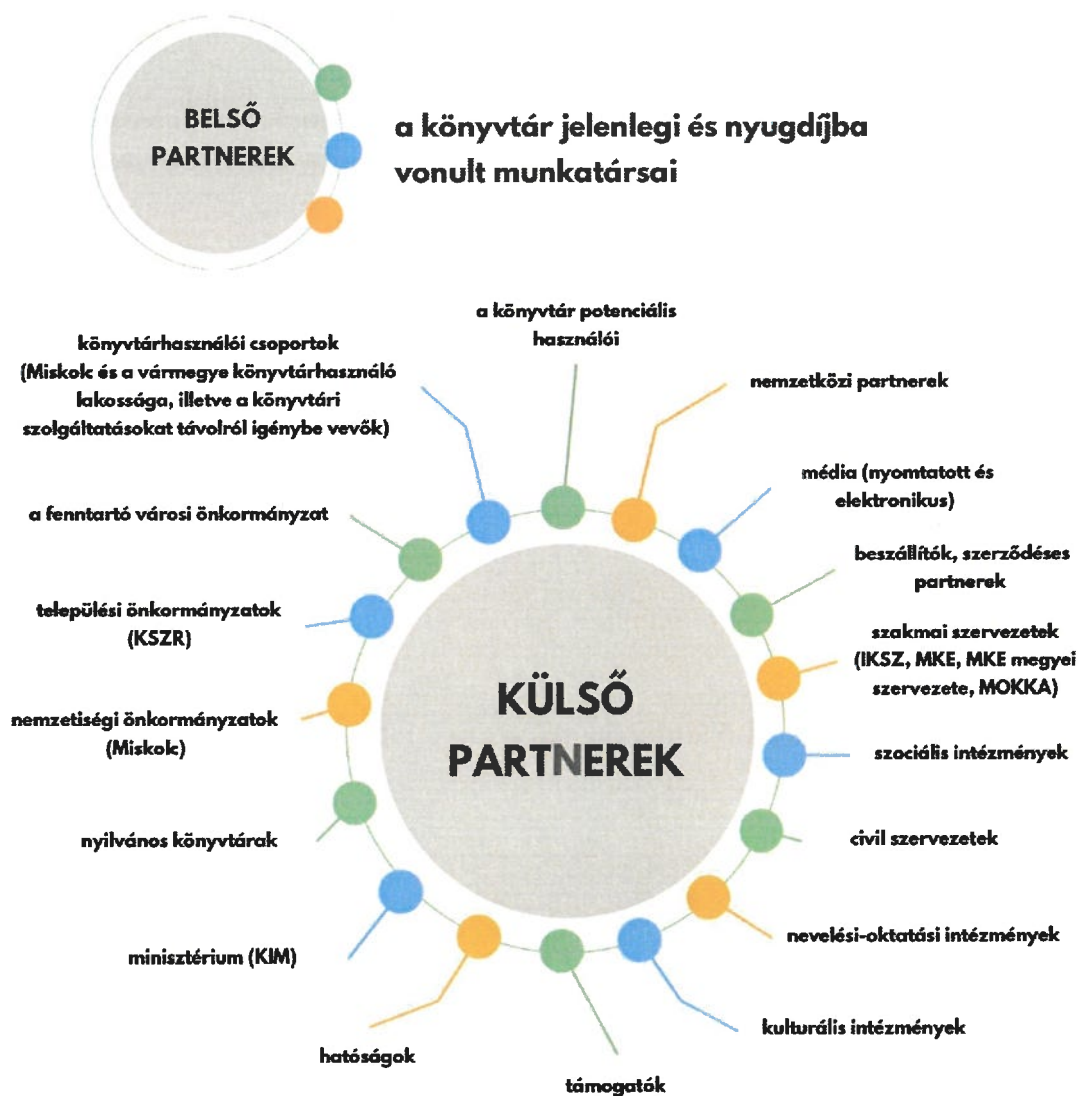 BELSŐ
PARTNEREK
a könyvtár jelenlegi és nyugdíjba
vonult munkatársai
a könyvtár potenciális
használói
könyvtárhasználói csoportok
(Miskok és a vármegye könyvtárhasználó
lakossága, illetve a könyvtári
szolgáltatásokat távolról igénybe vevők)
nemzetközi partnerek
média (nyomtatott és
elektronikus)
a fenntartó városi önkormányzat
beszállítók, szerződéses
partnerek
települési önkormányzatok
(KSZR)
szakmai szervezetek
(IKSZ, MKE, MKE megyei
szervezete, MOKKA)
KÜLSŐ
PARTNEREK
nemzetiségi önkormányzatok
(Miskok)
szociális intézmények
nyilvános könyvtárak
civil szervezetek
minisztérium (KIM)
nevelési-oktatási intézmények
hatóságok
kulturális intézmények
támogatók